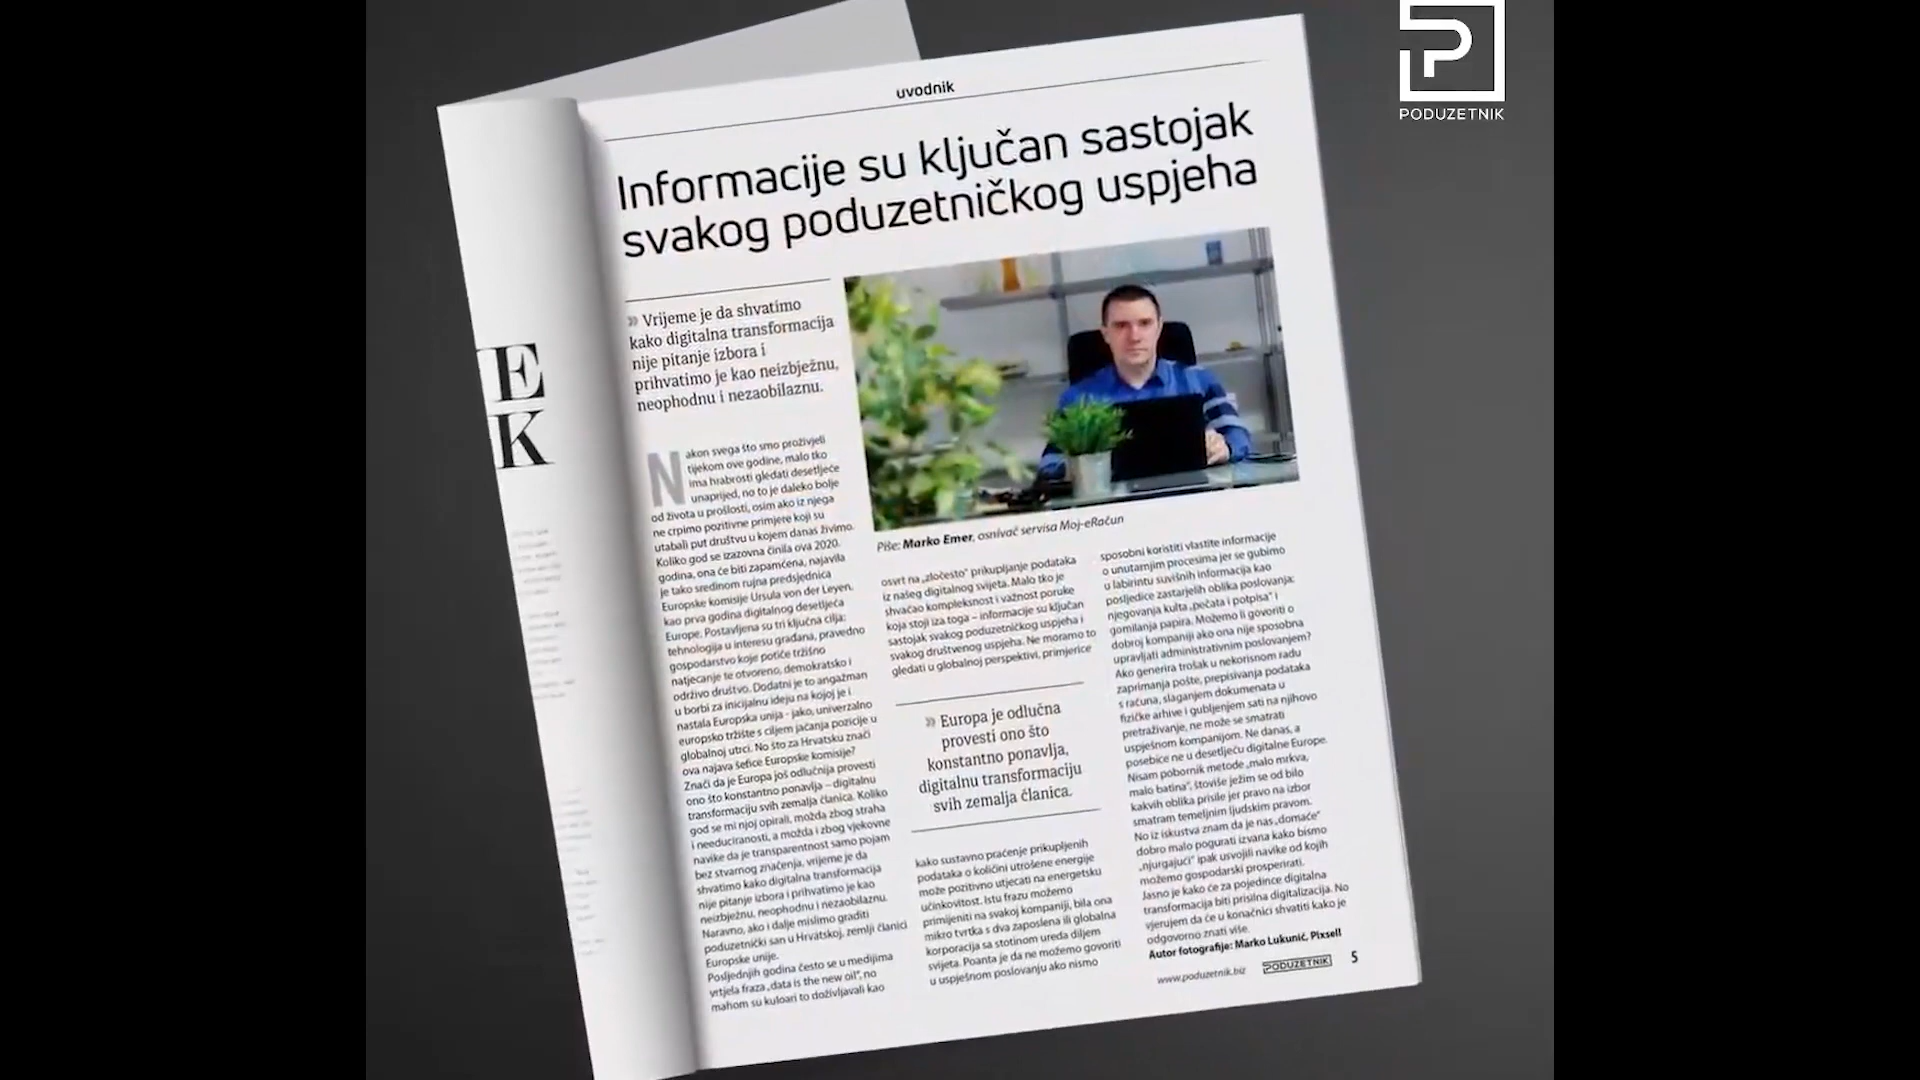 PODUZETNIK
E
K
uvodnik
Informacije su ključan sastojak
svakog poduzetničkog uspjeha
» Vrijeme je da shvatimo
kako digitalna transformacija
nije pitanje izbora i
prihvatimo je kao neizbježnu,
neophodnu i nezaobilaznu.
Nakon svega što smo proživjeli
tijekom ove godine, malo tko
ima hrabrosti gledati desetljeće
unaprijed, no to je daleko bolje
od života u prošlosti, osim ako iz njega
ne crpimo pozitivne primjere koji su
utabali put društvu u kojem danas živimo.
Koliko god se izazovna činila ova 2020.
godina, ona će biti zapamćena, najavila
je tako sredinom rujna predsjednica
Europske komisije Ursula von der Leyen,
kao prva godina digitalnog desetljeća
Europe. Postavljena su tri ključna cilja:
tehnologija u interesu građana, pravedno
gospodarstvo koje potiče tržišno
natjecanje te otvoreno, demokratsko i
održivo društvo. Dodatni je to angažman
u borbi za inicijalnu ideju na kojoj je i
nastala Europska unija - jako, univerzalno
europsko tržište s ciljem jačanja pozicije u
globalnoj utrci. No što za Hrvatsku znači
ova najava šefice Europske komisije?
Znači da je Europa još odlučnija provesti
ono što konstantno ponavlja – digitalnu
transformaciju svih zemalja članica. Koliko
god se mi njoj opirali, možda zbog straha
i needuciranosti, a možda i zbog vjekovne
navike da je transparentnost samo pojam
bez stvarnog značenja, vrijeme je da
shvatimo kako digitalna transformacija
nije pitanje izbora i prihvatimo je kao
neizbježnu, neophodnu i nezaobilaznu.
Naravno, ako i dalje mislimo graditi
poduzetnički san u Hrvatskoj, zemlji članici
Europske unije.
Posljednjih godina često se u medijima
vrtjela fraza „data is the new oil“, no
mahom su kuloari to doživljavali kao
Piše: Marko Emer, osnivač servisa Moj-eRačun
osvrt na „zločesto“ prikupljanje podataka
iz našeg digitalnog svijeta. Malo tko je
shvaćao kompleksnost i važnost poruke
koja stoji iza toga – informacije su ključan
sastojak svakog poduzetničkog uspjeha i
svakog društvenog uspjeha. Ne moramo to
gledati u globalnoj perspektivi, primjerice
» Europa je odlučna
provesti ono što
konstantno ponavlja,
digitalnu transformaciju
svih zemalja članica.
kako sustavno praćenje prikupljenih
podataka o količini utrošene energije
može pozitivno utjecati na energetsku
učinkovitost. Istu frazu možemo
primijeniti na svakoj kompaniji, bila ona
mikro tvrtka s dva zaposlena ili globalna
korporacija sa stotinom ureda diljem
svijeta. Poanta je da ne možemo govoriti
o uspješnom poslovanju ako nismo
sposobni koristiti vlastite informacije
o unutarnjim procesima jer se gubimo
u labirintu suvišnih informacija kao
posljedice zastarjelih oblika poslovanja:
njegovanja kulta „pečata i potpisa“ i
gomilanja papira. Možemo li govoriti o
dobroj kompaniji ako ona nije sposobna
upravljati administrativnim poslovanjem?
Ako generira trošak u nekorisnom radu
zaprimanja pošte, prepisivanja podataka
s računa, slaganjem dokumenata u
fizičke arhive i gubljenjem sati na njihovo
pretraživanje, ne može se smatrati
uspješnom kompanijom. Ne danas, a
posebice ne u desetljeću digitalne Europe.
Nisam pobornik metode „malo mrkva,
malo batina“, štoviše ježim se od bilo
kakvih oblika prisile jer pravo na izbor
smatram temeljnim ljudskim pravom.
No iz iskustva znam da je nas „domaće“
dobro malo pogurati izvana kako bismo
„njurgajući“ ipak usvojili navike od kojih
možemo gospodarski prosperirati.
Jasno je kako će za pojedince digitalna
transformacija biti prisilna digitalizacija. No
vjerujem da će u konačnici shvatiti kako je
odgovorno znati više.
Autor fotografije: Marko Lukunić, Pixsell
www.poduzetnik.biz PODUZETNIK 5